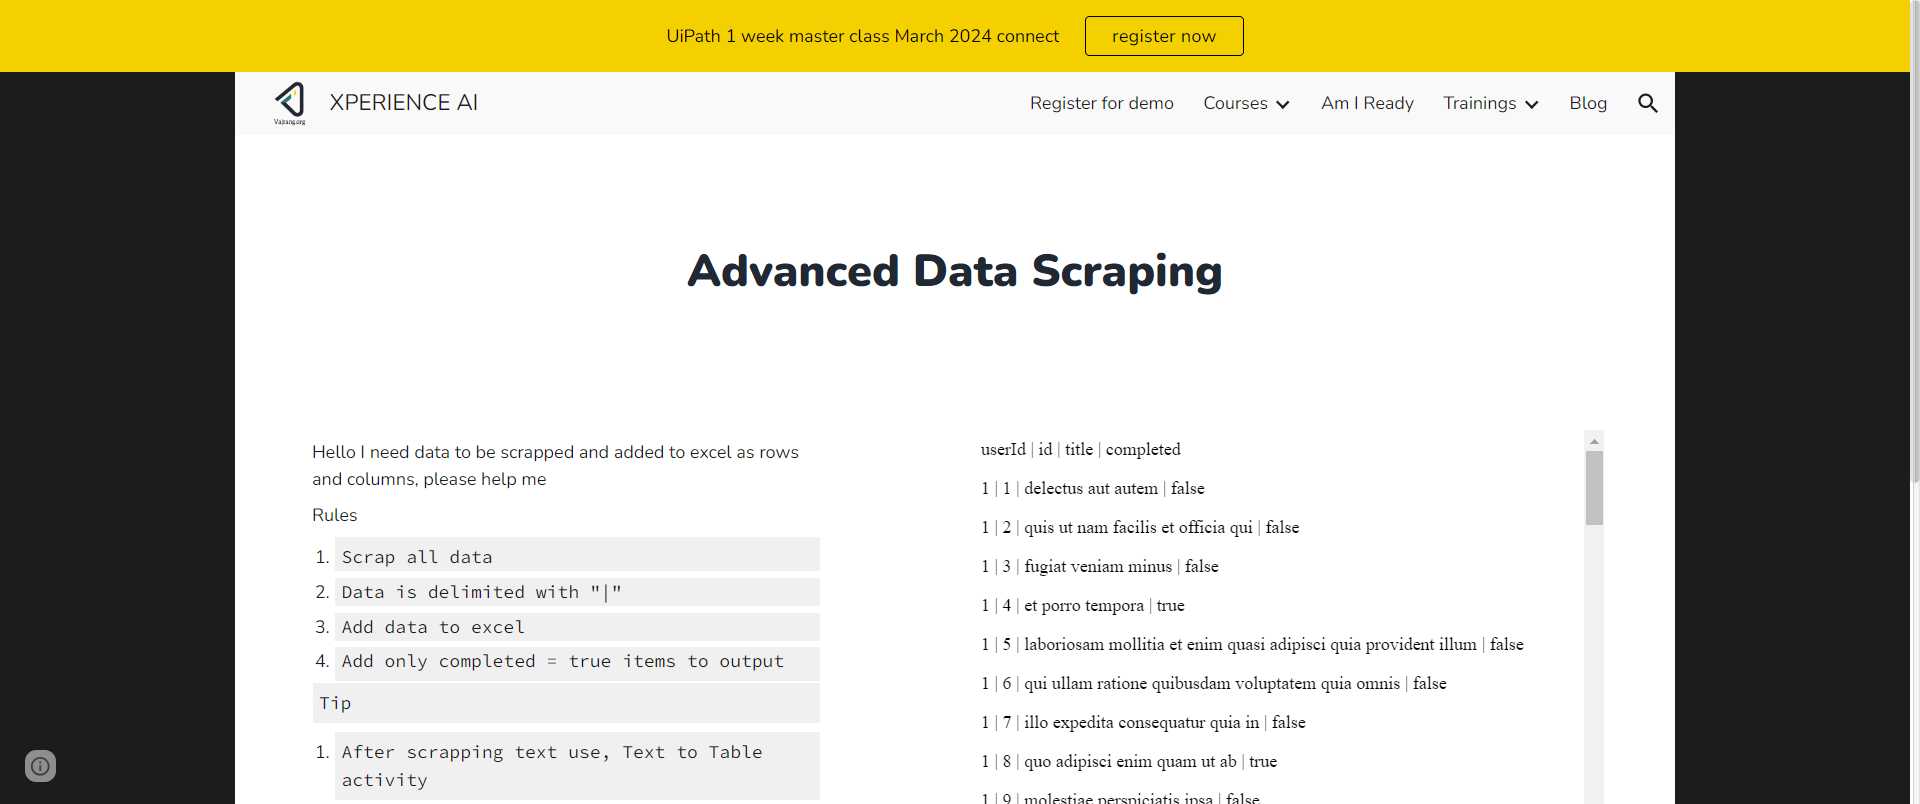 UiPath 1 week master class March 2024 connect
register now
Vajrang.org
XPERIENCE AI
Register for demo
Courses
Am I Ready
Trainings
Blog
Advanced Data Scraping
Hello I need data to be scrapped and added to excel as rows
and columns, please help me
Rules
1. Scrap all data
2. Data is delimited with "|"
3. Add data to excel
4. Add only completed = true items to output
Tip
1. After scrapping text use, Text to Table
activity
userId | id | title | completed
1 | 1 | delectus aut autem | false
1 | 2 | quis ut nam facilis et officia qui | false
1 | 3 | fugiat veniam minus | false
1 | 4 | et porro tempora | true
1 | 5 | laboriosam mollitia et enim quasi adipisci quia provident illum | false
1 | 6 | qui ullam ratione quibusdam voluptatem quia omnis | false
1 | 7 | illo expedita consequatur quia in | false
1 | 8 | quo adipisci enim quam ut ab | true
1 | 9 | molestiae perspiciatis ipsa | false